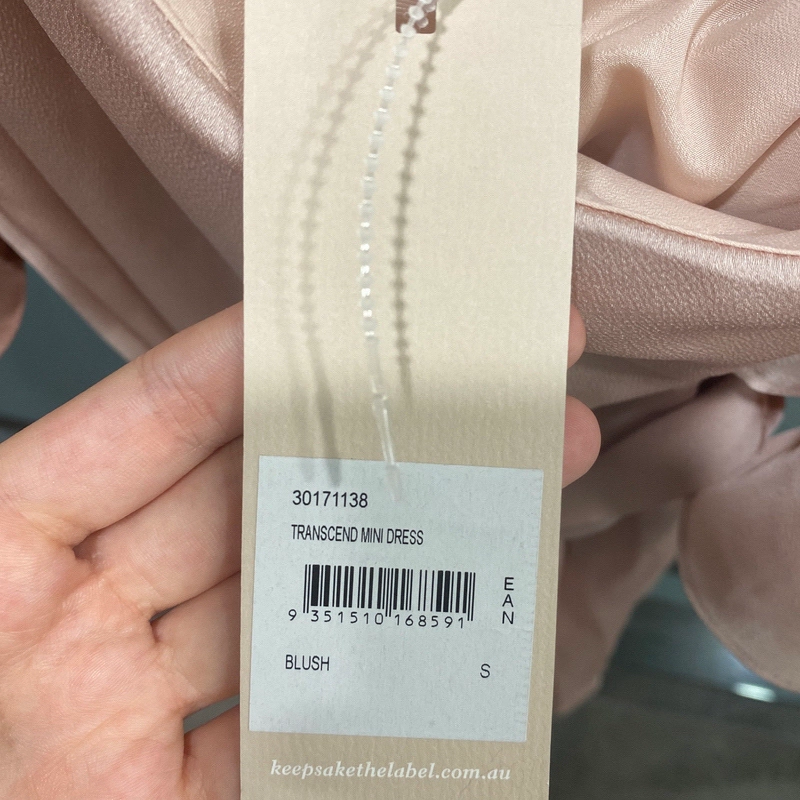 30171138
TRANSCEND MINI DRESS
9 351510 168591
EAN
BLUSH S
keepsakethelabel.com.au